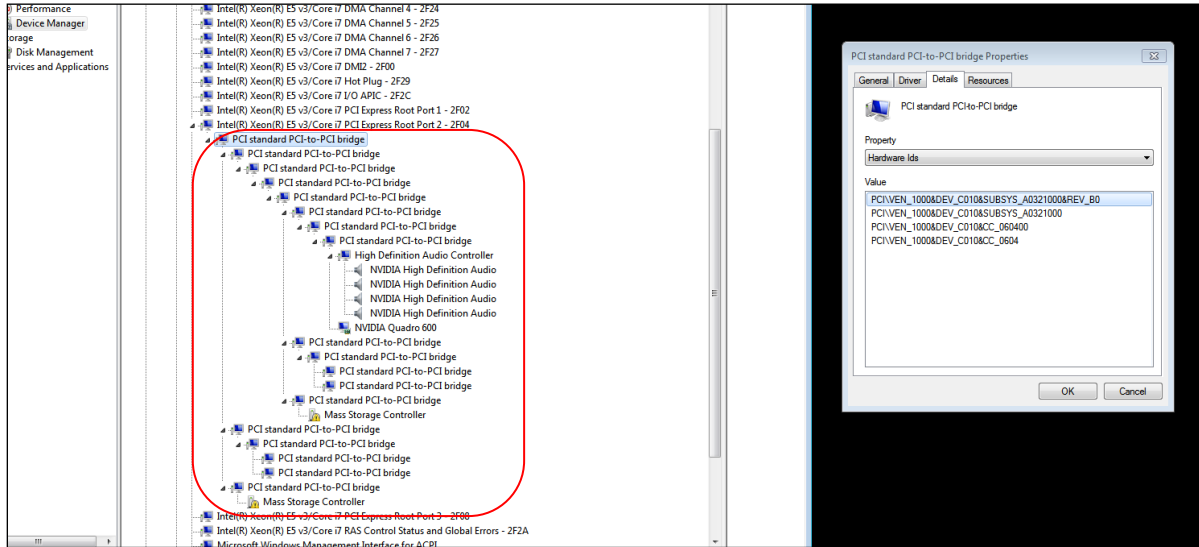 Performance
Device Manager
orage
Disk Management
ervices and Applications
Intel(R) Xeon(R) E5 v3/Core i7 DMA Channel 4 - 2F24
Intel(R) Xeon(R) E5 v3/Core i7 DMA Channel 5 - 2F25
Intel(R) Xeon(R) E5 v3/Core i7 DMA Channel 6 - 2F26
Intel(R) Xeon(R) E5 v3/Core i7 DMA Channel 7 - 2F27
Intel(R) Xeon(R) E5 v3/Core i7 DMI2 - 2F00
Intel(R) Xeon(R) E5 v3/Core i7 Hot Plug - 2F29
Intel(R) Xeon(R) E5 v3/Core i7 I/O APIC - 2F2C
Intel(R) Xeon(R) E5 v3/Core i7 PCI Express Root Port 1 - 2F02
Intel(R) Xeon(R) E5 v3/Core i7 PCI Express Root Port 2 - 2F04
PCI standard PCI-to-PCI bridge
PCI standard PCI-to-PCI bridge
PCI standard PCI-to-PCI bridge
PCI standard PCI-to-PCI bridge
PCI standard PCI-to-PCI bridge
PCI standard PCI-to-PCI bridge
PCI standard PCI-to-PCI bridge
PCI standard PCI-to-PCI bridge
High Definition Audio Controller
NVIDIA High Definition Audio
NVIDIA High Definition Audio
NVIDIA High Definition Audio
NVIDIA High Definition Audio
NVIDIA Quadro 600
PCI standard PCI-to-PCI bridge
PCI standard PCI-to-PCI bridge
PCI standard PCI-to-PCI bridge
PCI standard PCI-to-PCI bridge
PCI standard PCI-to-PCI bridge
Mass Storage Controller
PCI standard PCI-to-PCI bridge
PCI standard PCI-to-PCI bridge
PCI standard PCI-to-PCI bridge
PCI standard PCI-to-PCI bridge
PCI standard PCI-to-PCI bridge
Mass Storage Controller
Intel(R) Xeon(R) E5 v3/Core i7 PCI Express Root Port 3 - 2F08
Intel(R) Xeon(R) E5 v3/Core i7 RAS Control Status and Global Errors - 2F2A
Microsoft Windows Management Interface for ACPI
PCI standard PCI-to-PCI bridge Properties
General Driver Details Resources
PCI standard PCI-to-PCI bridge
Property
Hardware Ids
Value
PCI\VEN_1000&DEV_C010&SUBSYS_A0321000&REV_B0
PCI\VEN_1000&DEV_C010&SUBSYS_A0321000
PCI\VEN_1000&DEV_C010&CC_060400
PCI\VEN_1000&DEV_C010&CC_0604
OK Cancel